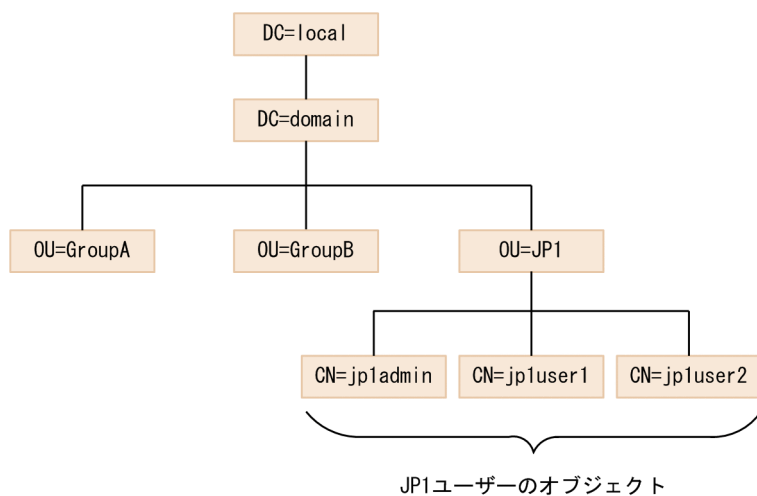 DC=local
DC=domain
OU=GroupA
OU=GroupB
OU=JP1
CN=jp1admin
CN=jp1user1
CN=jp1user2
JP1ユーザーのオブジェクト